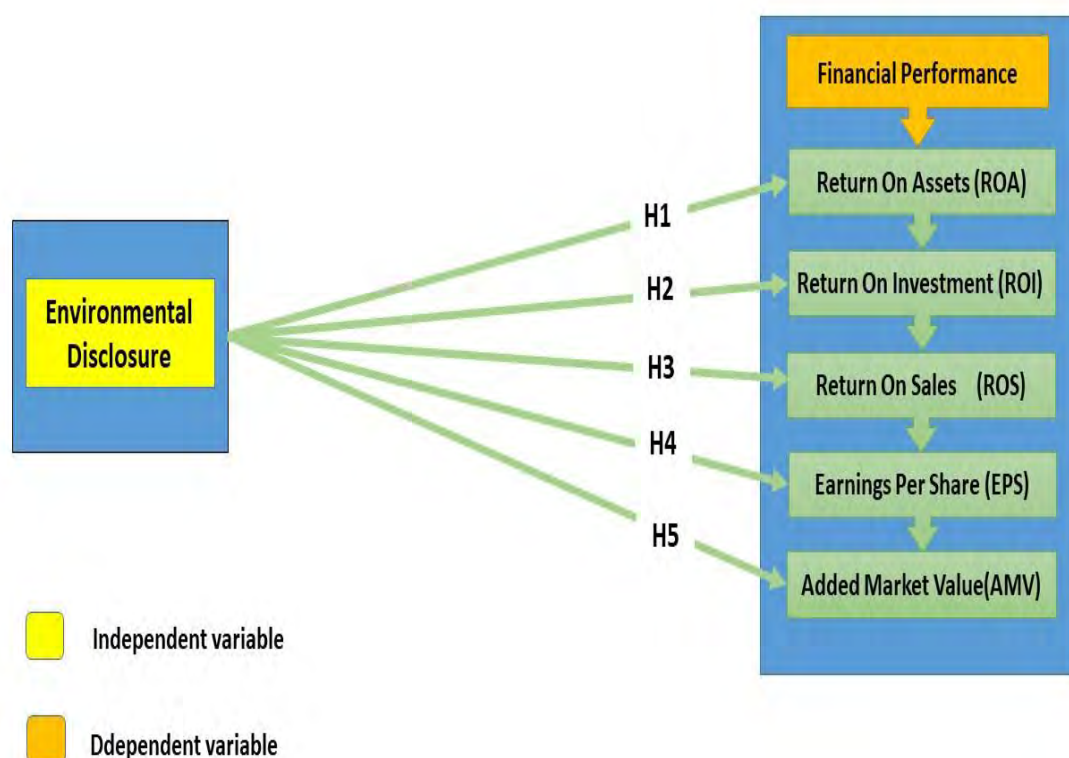 Financial Performance
Return On Assets (ROA)
H1
Return On Investment (ROI)
H2
Environmental
Disclosure
H3
Return On Sales (ROS)
H4
Earnings Per Share (EPS)
H5
Added Market Value(AMV)
Independent variable
Ddependent variable